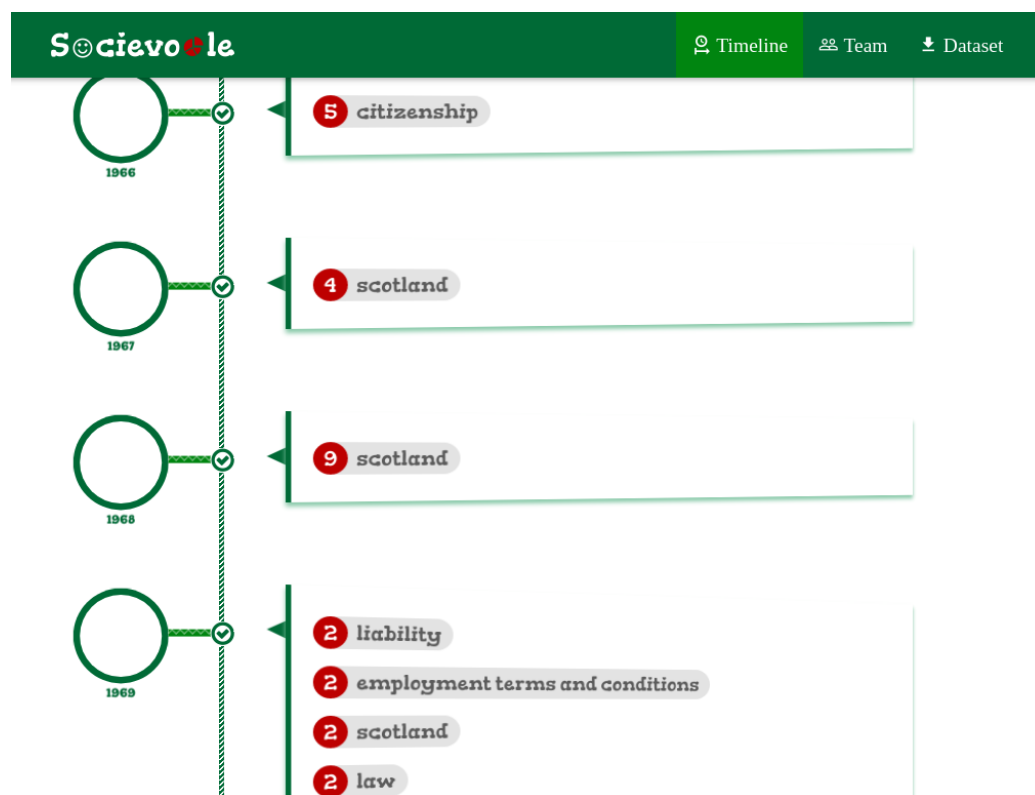 Socievole
Timeline
Team
Dataset
5 citizenship
1966
4 scotland
1967
9 scotland
1968
2 liability
2 employment terms and conditions
1969
2 scotland
2 law